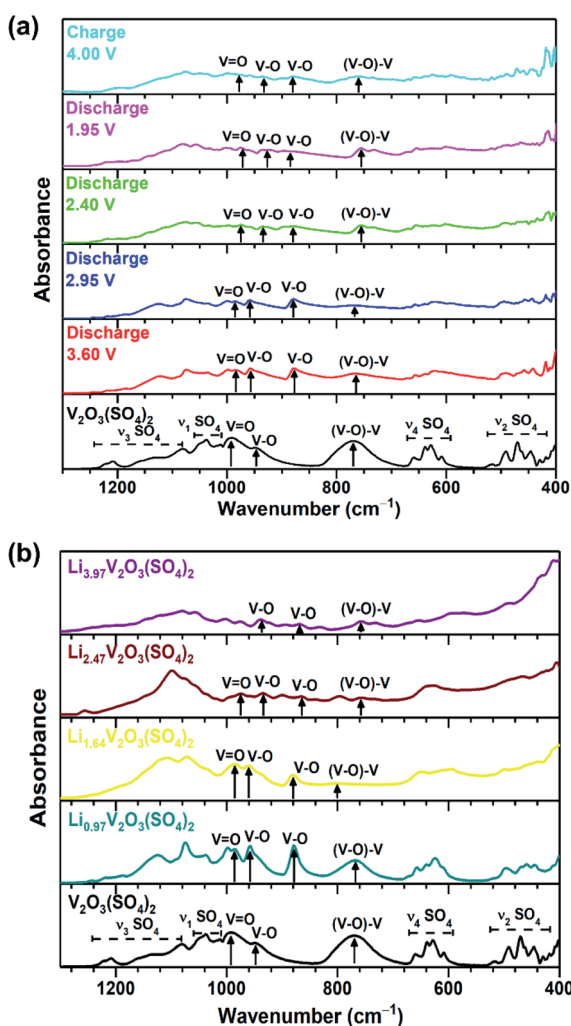 (a)
Charge
4.00 V
V=O V-O V-O (V-O)-V
Discharge
1.95 V
V=O V-O V-O (V-O)-V
Discharge
2.40 V
V=O V-O V-O (V-O)-V
Discharge
2.95 V
V=O V-O V-O (V-O)-V
Discharge
3.60 V
V=O V-O V-O (V-O)-V
V₂O₃(SO₄)₂
ν₃ SO₄ ν₁ SO₄ V=O V-O (V-O)-V ν₄ SO₄ ν₂ SO₄
Absorbance
1200 1000 800 600 400
Wavenumber (cm⁻¹)
(b)
Li₃.₉₇V₂O₃(SO₄)₂
V-O V-O (V-O)-V
Li₂.₄₇V₂O₃(SO₄)₂
V=O V-O V-O (V-O)-V
Li₁.₆₄V₂O₃(SO₄)₂
V=O V-O V-O (V-O)-V
Li₀.₉₇V₂O₃(SO₄)₂
V=O V-O V-O (V-O)-V
V₂O₃(SO₄)₂
ν₃ SO₄ ν₁ SO₄ V=O V-O (V-O)-V ν₄ SO₄ ν₂ SO₄
Absorbance
1200 1000 800 600 400
Wavenumber (cm⁻¹)